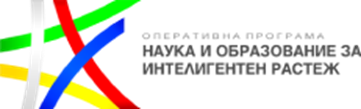 ОПЕРАТИВНА ПРОГРАМА
НАУКА И ОБРАЗОВАНИЕ ЗА
ИНТЕЛИГЕНТЕН РАСТЕЖ